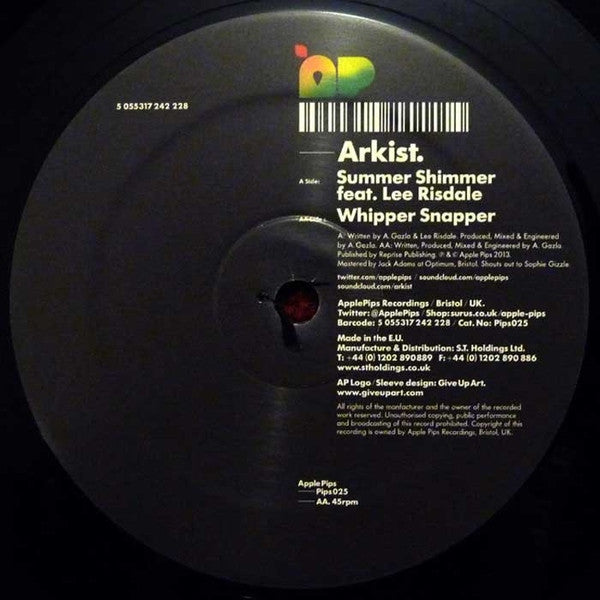 AP
5 055317 242 228
Arkist.
A Side:
Summer Shimmer
feat. Lee Risdale
AA Side:
Whipper Snapper
A: Written by A. Gazla & Lee Risdale. Produced, Mixed & Engineered
by A. Gazla. AA: Written, Produced, Mixed & Engineered by A. Gazla.
Published by Reprise Publishing. ℗ & © Apple Pips 2013.
Mastered by Jack Adams at Optimum, Bristol. Shouts out to Sophie Gizzle.
twitter.com/applepips / soundcloud.com/applepips
soundcloud.com/arkist
ApplePips Recordings / Bristol / UK.
Twitter: @ApplePips / Shop: surus.co.uk/apple-pips
Barcode: 5 055317 242 228 / Cat. No: Pips025
Made in the E.U.
Manufacture & Distribution: S.T. Holdings Ltd.
T: +44 (0) 1202 890889 F: +44 (0) 1202 890 886
www.stholdings.co.uk
AP Logo / Sleeve design: Give Up Art.
www.giveupart.com
All rights of the manfacturer and the owner of the recorded
work reserved. Unauthorised copying, public performance
and broadcasting of this record prohibited. Copyright of this
recording is owned by Apple Pips Recordings, Bristol, UK.
ApplePips
Pips025
AA. 45rpm